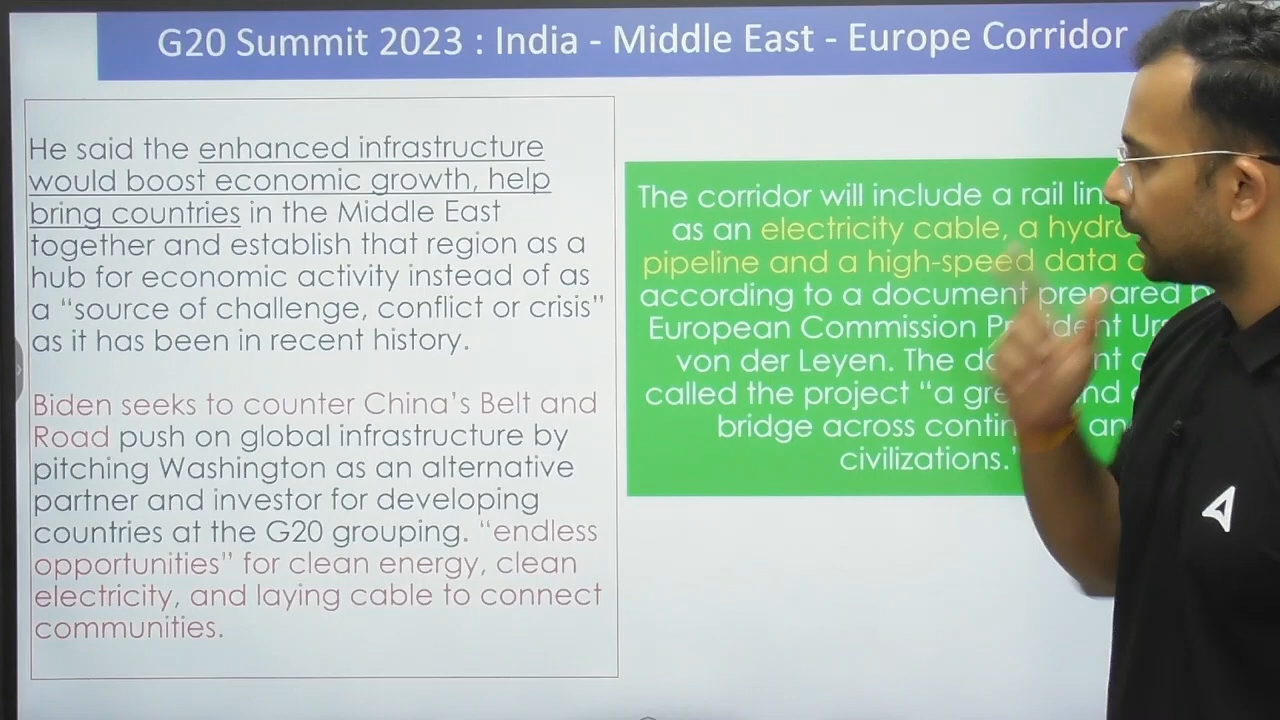 G20 Summit 2023 : India - Middle East - Europe Corridor
He said the enhanced infrastructure
would boost economic growth, help
bring countries in the Middle East
together and establish that region as a
hub for economic activity instead of as
a “source of challenge, conflict or crisis”
as it has been in recent history.
Biden seeks to counter China’s Belt and
Road push on global infrastructure by
pitching Washington as an alternative
partner and investor for developing
countries at the G20 grouping. “endless
opportunities” for clean energy, clean
electricity, and laying cable to connect
communities.
The corridor will include a rail
as an electricity cable, a
pipeline and a high-speed data
according to a document prepared
European Commission
von der Leyen. The
called the project “a
bridge across
civilizations.”